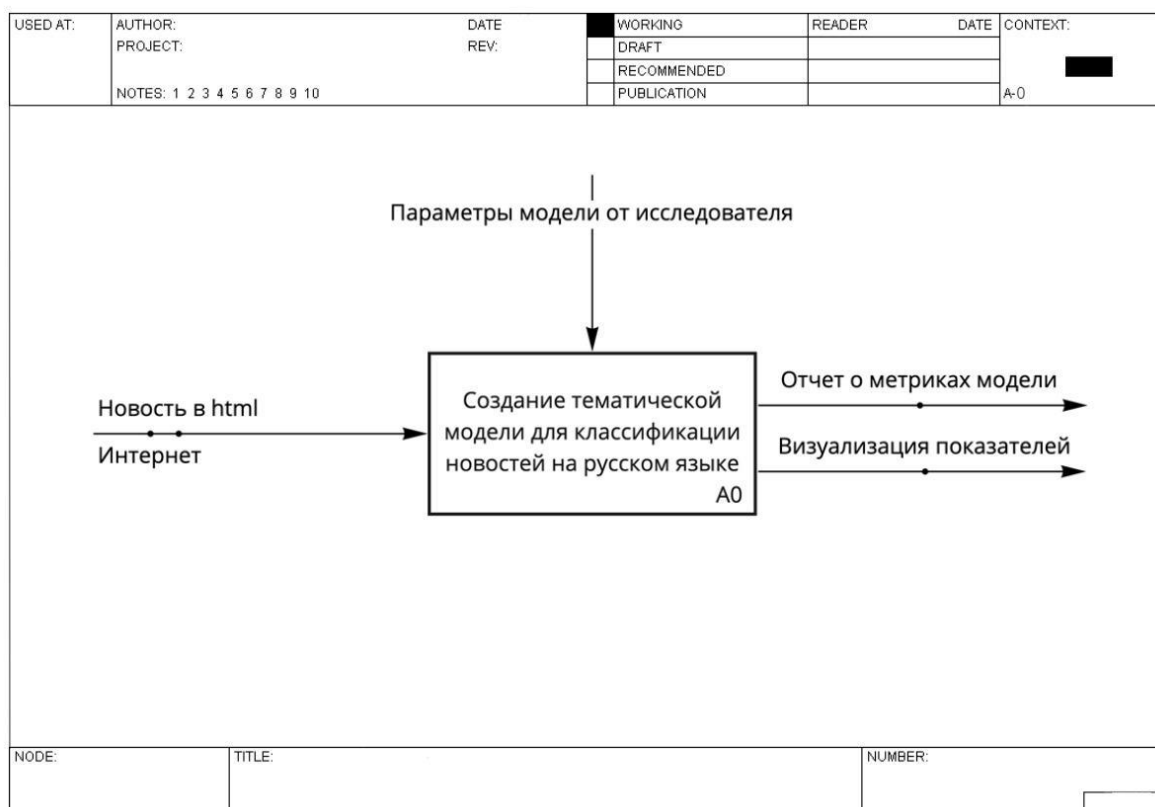 USED AT:
AUTHOR:
DATE
WORKING
READER
DATE
CONTEXT:
PROJECT:
REV:
DRAFT
RECOMMENDED
NOTES: 1 2 3 4 5 6 7 8 9 10
PUBLICATION
A-0
Параметры модели от исследователя
Новость в html
Интернет
Создание тематической
модели для классификации
новостей на русском языке
A0
Отчет о метриках модели
Визуализация показателей
NODE:
TITLE:
NUMBER: